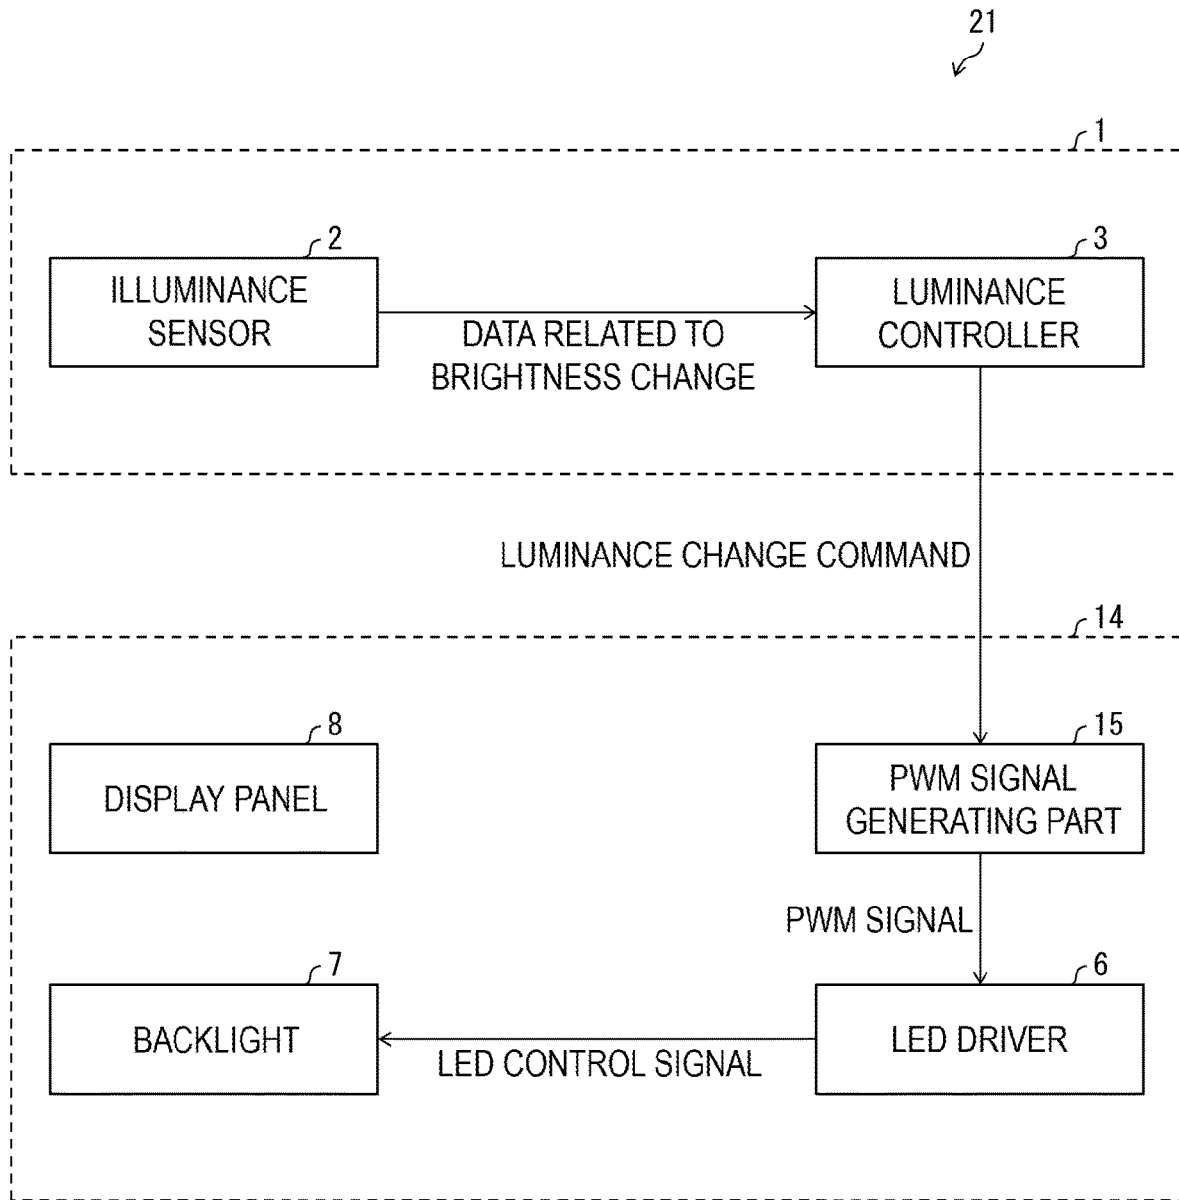 21
1
2
3
ILLUMINANCE
SENSOR
LUMINANCE
CONTROLLER
DATA RELATED TO
BRIGHTNESS CHANGE
LUMINANCE CHANGE COMMAND
14
8
15
DISPLAY PANEL
PWM SIGNAL
GENERATING PART
PWM SIGNAL
7
6
BACKLIGHT
LED DRIVER
LED CONTROL SIGNAL